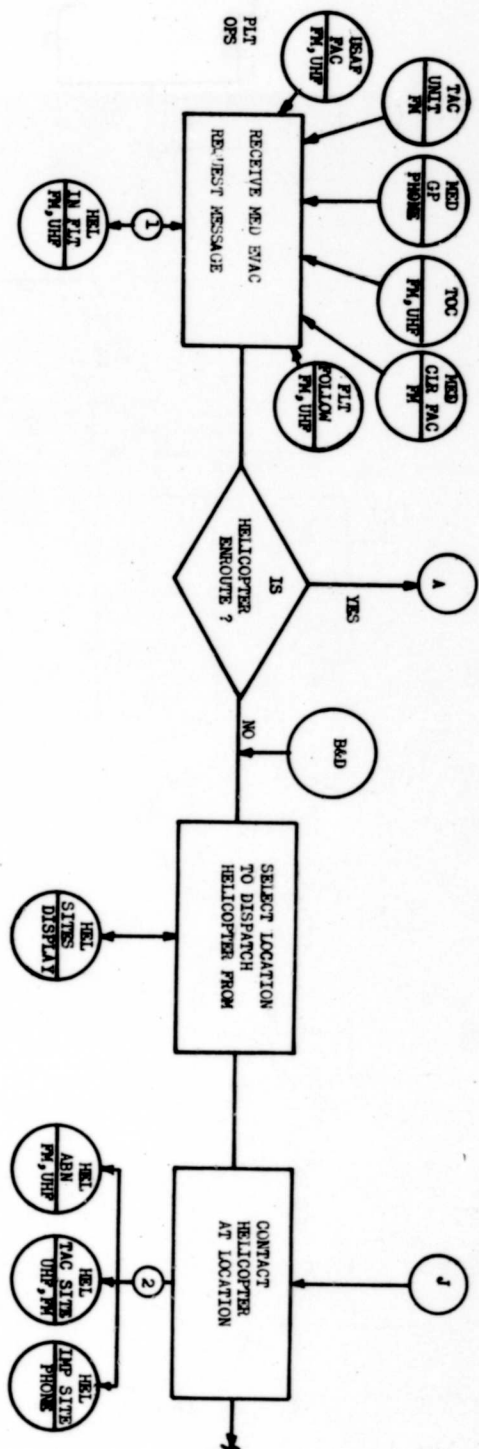 PLT
OPS
USAF
FAC
FM,UHF
TAC
UNIT
FM
MED
GP
PHONE
TOC
FM,UHF
MED
CLR FAC
FM
FLT
FOLLOW
FM,UHF
RECEIVE MED EVAC
REQUEST MESSAGE
1
HEL
IN FLT
FM,UHF
IS
HELICOPTER
ENROUTE ?
YES
A
NO
B&D
SELECT LOCATION
TO DISPATCH
HELICOPTER FROM
HEL
SITES
DISPLAY
J
CONTACT
HELICOPTER
AT LOCATION
2
HEL
ABN
FM,UHF
HEL
TAC SITE
UHF,FM
HEL
IMP SITE
PHONE